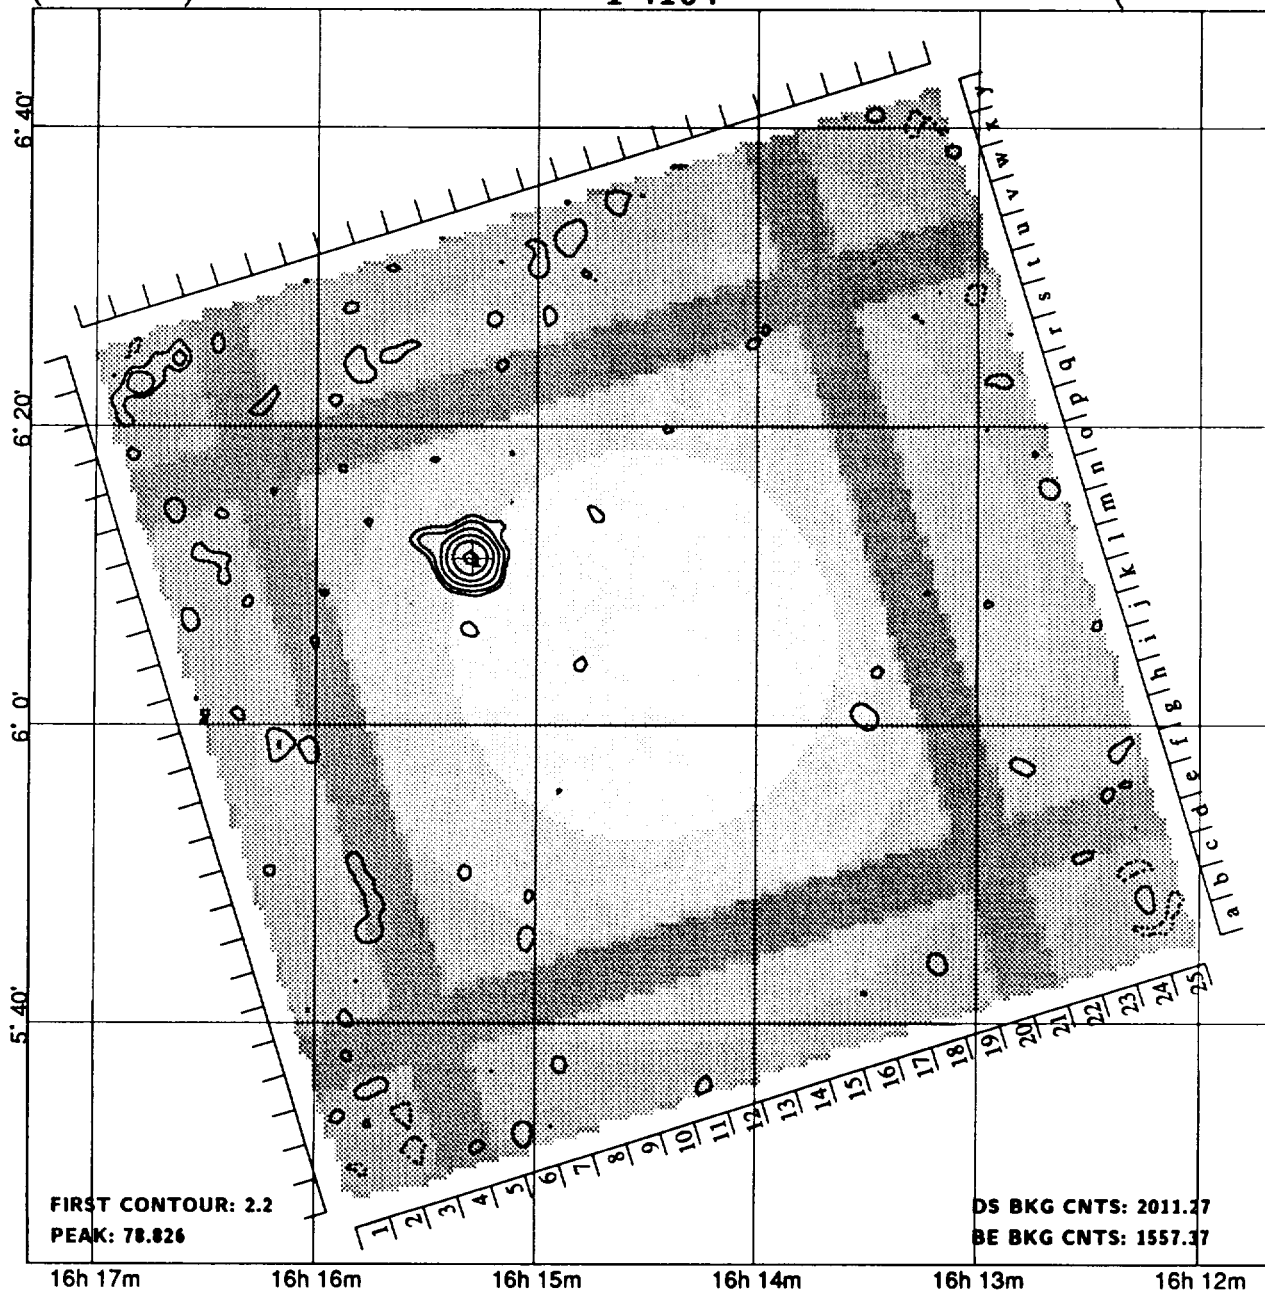 6° 40'
6° 20'
6° 0'
5° 40'
y
x
w
v
u
t
s
r
q
p
o
n
m
l
k
j
i
h
g
f
e
d
c
b
a
1 2 3 4 5 6 7 8 9 10 11 12 13 14 15 16 17 18 19 20 21 22 23 24 25
FIRST CONTOUR: 2.2
PEAK: 78.826
DS BKG CNTS: 2011.27
BE BKG CNTS: 1557.37
16h 17m 16h 16m 16h 15m 16h 14m 16h 13m 16h 12m